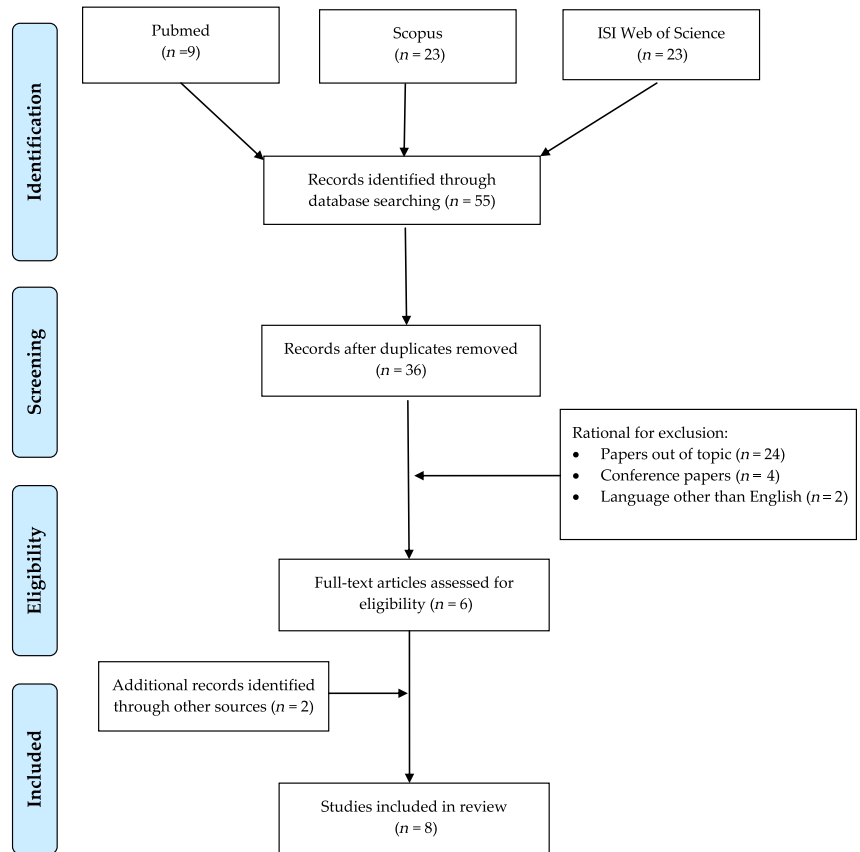 Identification
Pubmed
(n =9)
Scopus
(n = 23)
ISI Web of Science
(n = 23)
Records identified through
database searching (n = 55)
Screening
Records after duplicates removed
(n = 36)
Rational for exclusion:
• Papers out of topic (n = 24)
• Conference papers (n = 4)
• Language other than English (n = 2)
Eligibility
Full-text articles assessed for
eligibility (n = 6)
Additional records identified
through other sources (n = 2)
Included
Studies included in review
(n = 8)